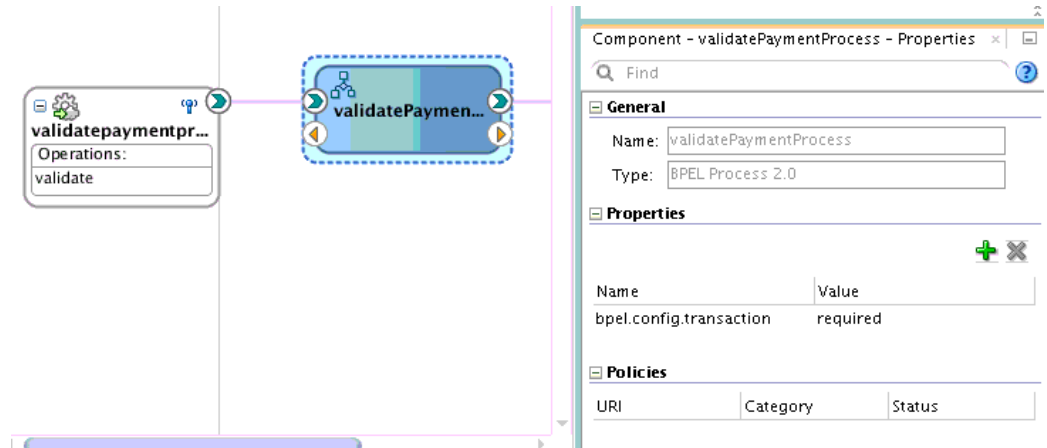 validatepaymentpr...
Operations:
validate
validatePaymen...
Component - validatePaymentProcess - Properties
Find
General
Name: validatePaymentProcess
Type: BPEL Process 2.0
Properties
Name Value
bpel.config.transaction required
Policies
URI Category Status